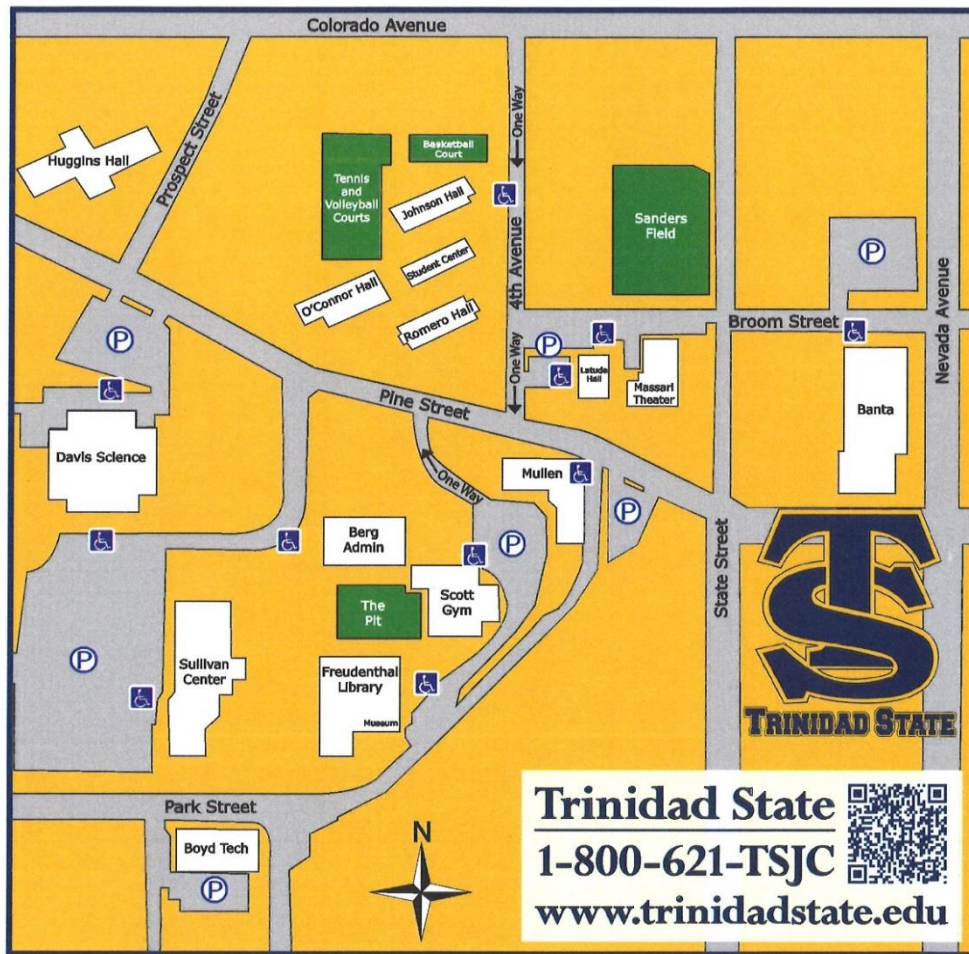 Colorado Avenue
Prospect Street
Huggins Hall
Tennis
and
Volleyball
Courts
Basketball
Court
Johnson Hall
Student Center
O'Connor Hall
Romero Hall
One Way
4th Avenue
One Way
Sanders
Field
P
Broom Street
Nevada Avenue
P
P
Latuda
Hall
Massari
Theater
Banta
Pine Street
Davis Science
One Way
Mullen
P
P
State Street
Berg
Admin
The
Pit
Scott
Gym
P
Sullivan
Center
Freudenthal
Library
Museum
TS
TRINIDAD STATE
Park Street
Boyd Tech
P
N
Trinidad State
1-800-621-TSJC
www.trinidadstate.edu